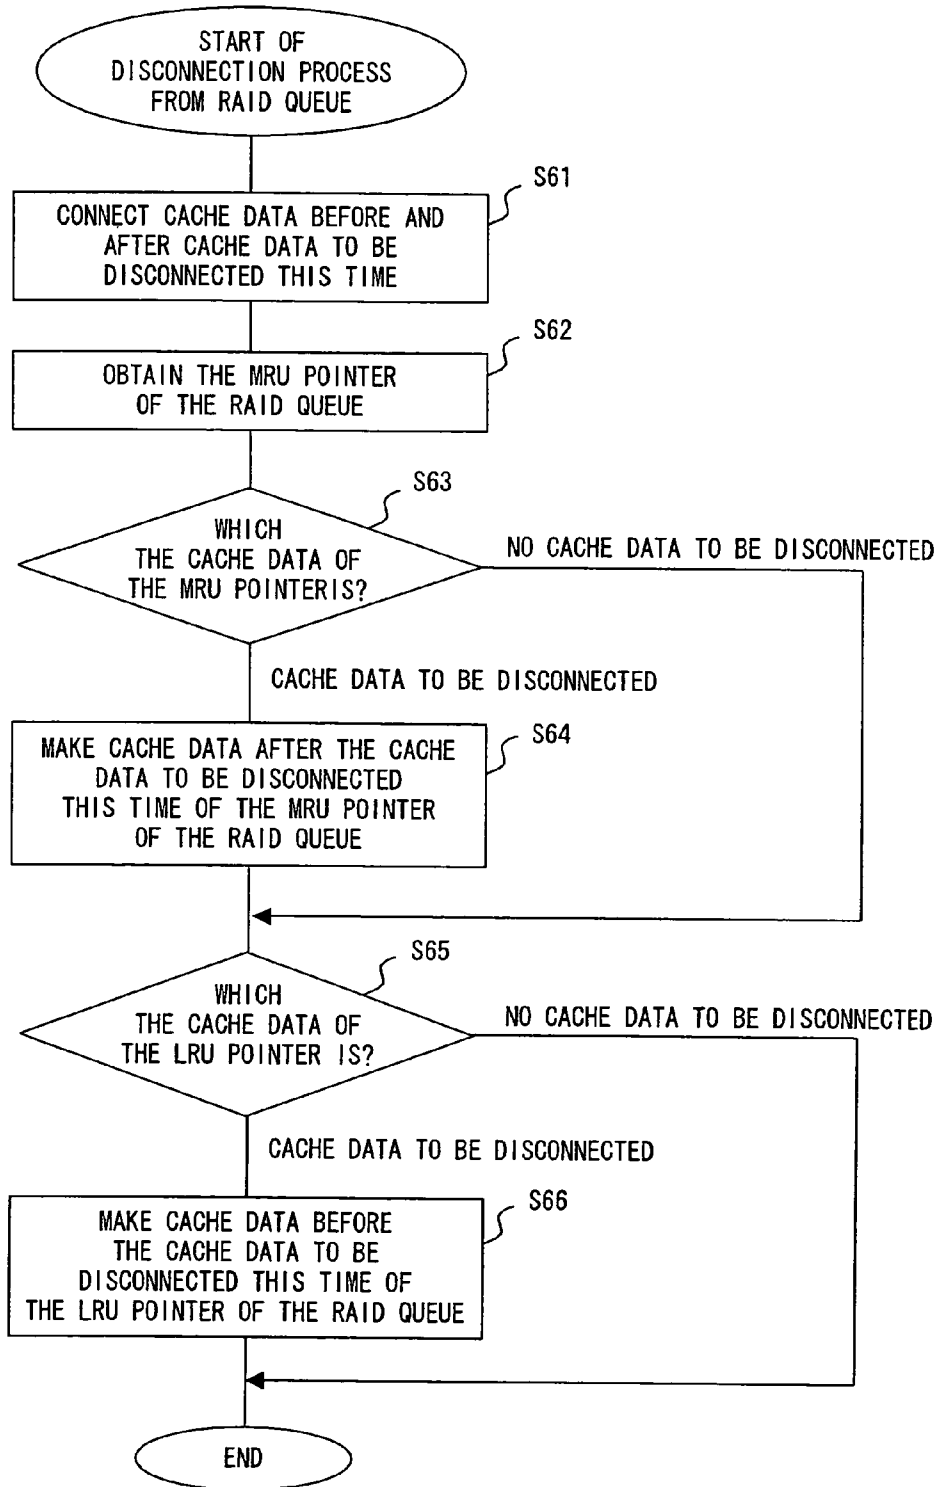 START OF
DISCONNECTION PROCESS
FROM RAID QUEUE
S61
CONNECT CACHE DATA BEFORE AND
AFTER CACHE DATA TO BE
DISCONNECTED THIS TIME
S62
OBTAIN THE MRU POINTER
OF THE RAID QUEUE
S63
WHICH
THE CACHE DATA OF
THE MRU POINTERIS?
NO CACHE DATA TO BE DISCONNECTED
CACHE DATA TO BE DISCONNECTED
S64
MAKE CACHE DATA AFTER THE CACHE
DATA TO BE DISCONNECTED
THIS TIME OF THE MRU POINTER
OF THE RAID QUEUE
S65
WHICH
THE CACHE DATA OF
THE LRU POINTER IS?
NO CACHE DATA TO BE DISCONNECTED
CACHE DATA TO BE DISCONNECTED
S66
MAKE CACHE DATA BEFORE
THE CACHE DATA TO BE
DISCONNECTED THIS TIME OF
THE LRU POINTER OF THE RAID QUEUE
END